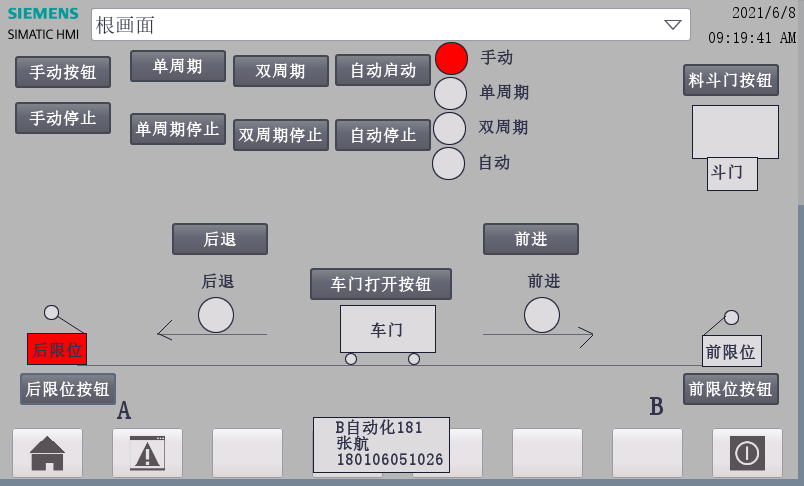 SIEMENS
SIMATIC HMI
根画面
2021/6/8
09:19:41 AM
手动按钮
单周期
双周期
自动启动
手动
料斗门按钮
单周期
手动停止
单周期停止
双周期停止
自动停止
双周期
自动
斗门
后退
前进
后退
车门打开按钮
前进
车门
后限位
前限位
后限位按钮
前限位按钮
A
B
B自动化181
张航
180106051026